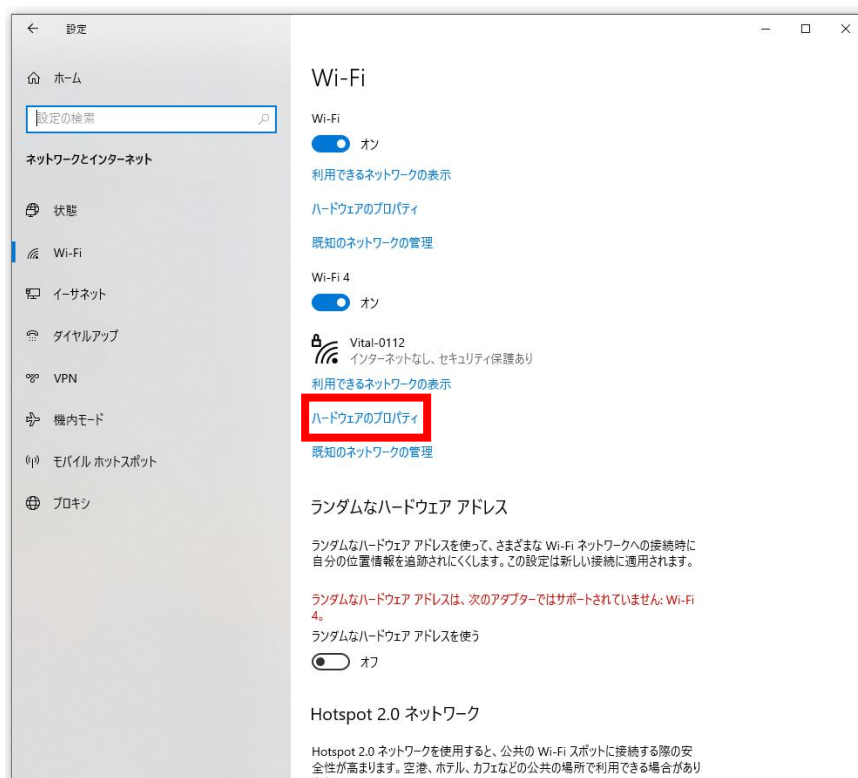 設定
ホーム
設定の検索
ネットワークとインターネット
状態
Wi-Fi
イーサネット
ダイヤルアップ
VPN
機内モード
モバイル ホットスポット
プロキシ
Wi-Fi
Wi-Fi
オン
利用できるネットワークの表示
ハードウェアのプロパティ
既知のネットワークの管理
Wi-Fi 4
オン
Vital-0112
インターネットなし、セキュリティ保護あり
利用できるネットワークの表示
ハードウェアのプロパティ
既知のネットワークの管理
ランダムなハードウェア アドレス
ランダムなハードウェア アドレスを使って、さまざまな Wi-Fi ネットワークへの接続時に
自分の位置情報を追跡されにくくします。この設定は新しい接続に適用されます。
ランダムなハードウェア アドレスは、次のアダプターではサポートされていません: Wi-Fi
4。
ランダムなハードウェア アドレスを使う
オフ
Hotspot 2.0 ネットワーク
Hotspot 2.0 ネットワークを使用すると、公共の Wi-Fi スポットに接続する際の安
全性が高まります。空港、ホテル、カフェなどの公共の場所で利用できる場合があり